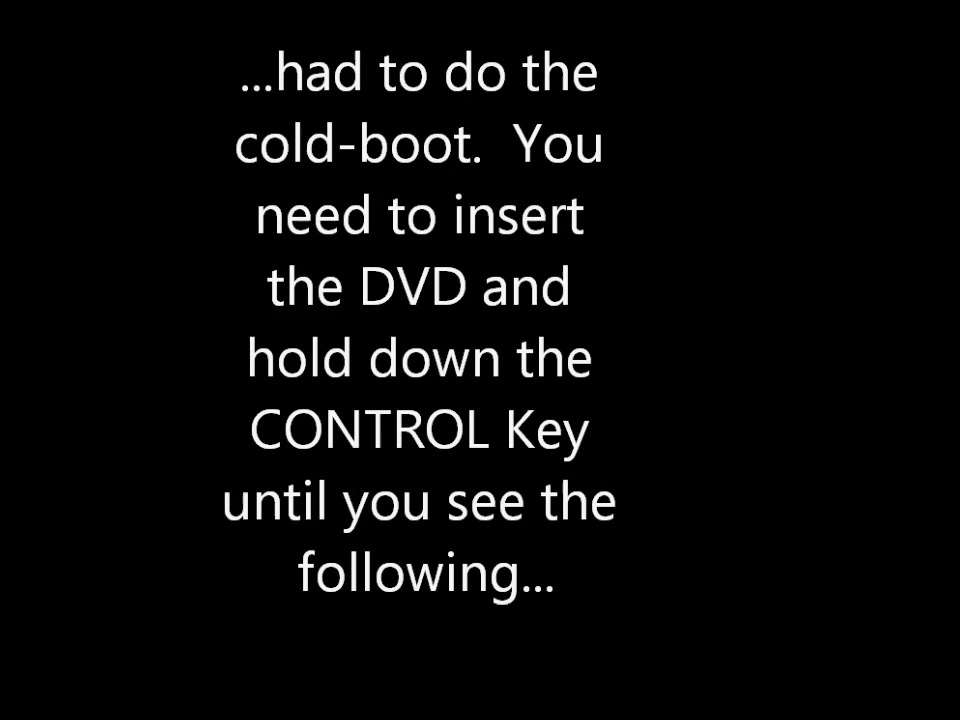 ...had to do the
cold-boot.  You
need to insert
the DVD and
hold down the
CONTROL Key
until you see the
following...